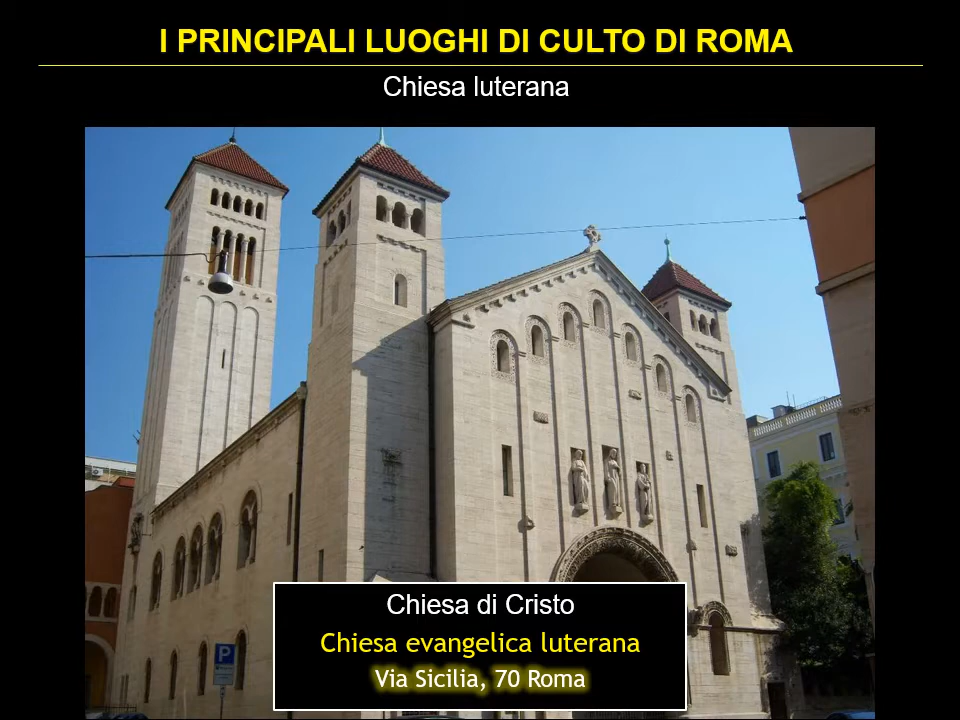 I PRINCIPALI LUOGHI DI CULTO DI ROMA
Chiesa luterana
P
Chiesa di Cristo
Chiesa evangelica luterana
Via Sicilia, 70 Roma